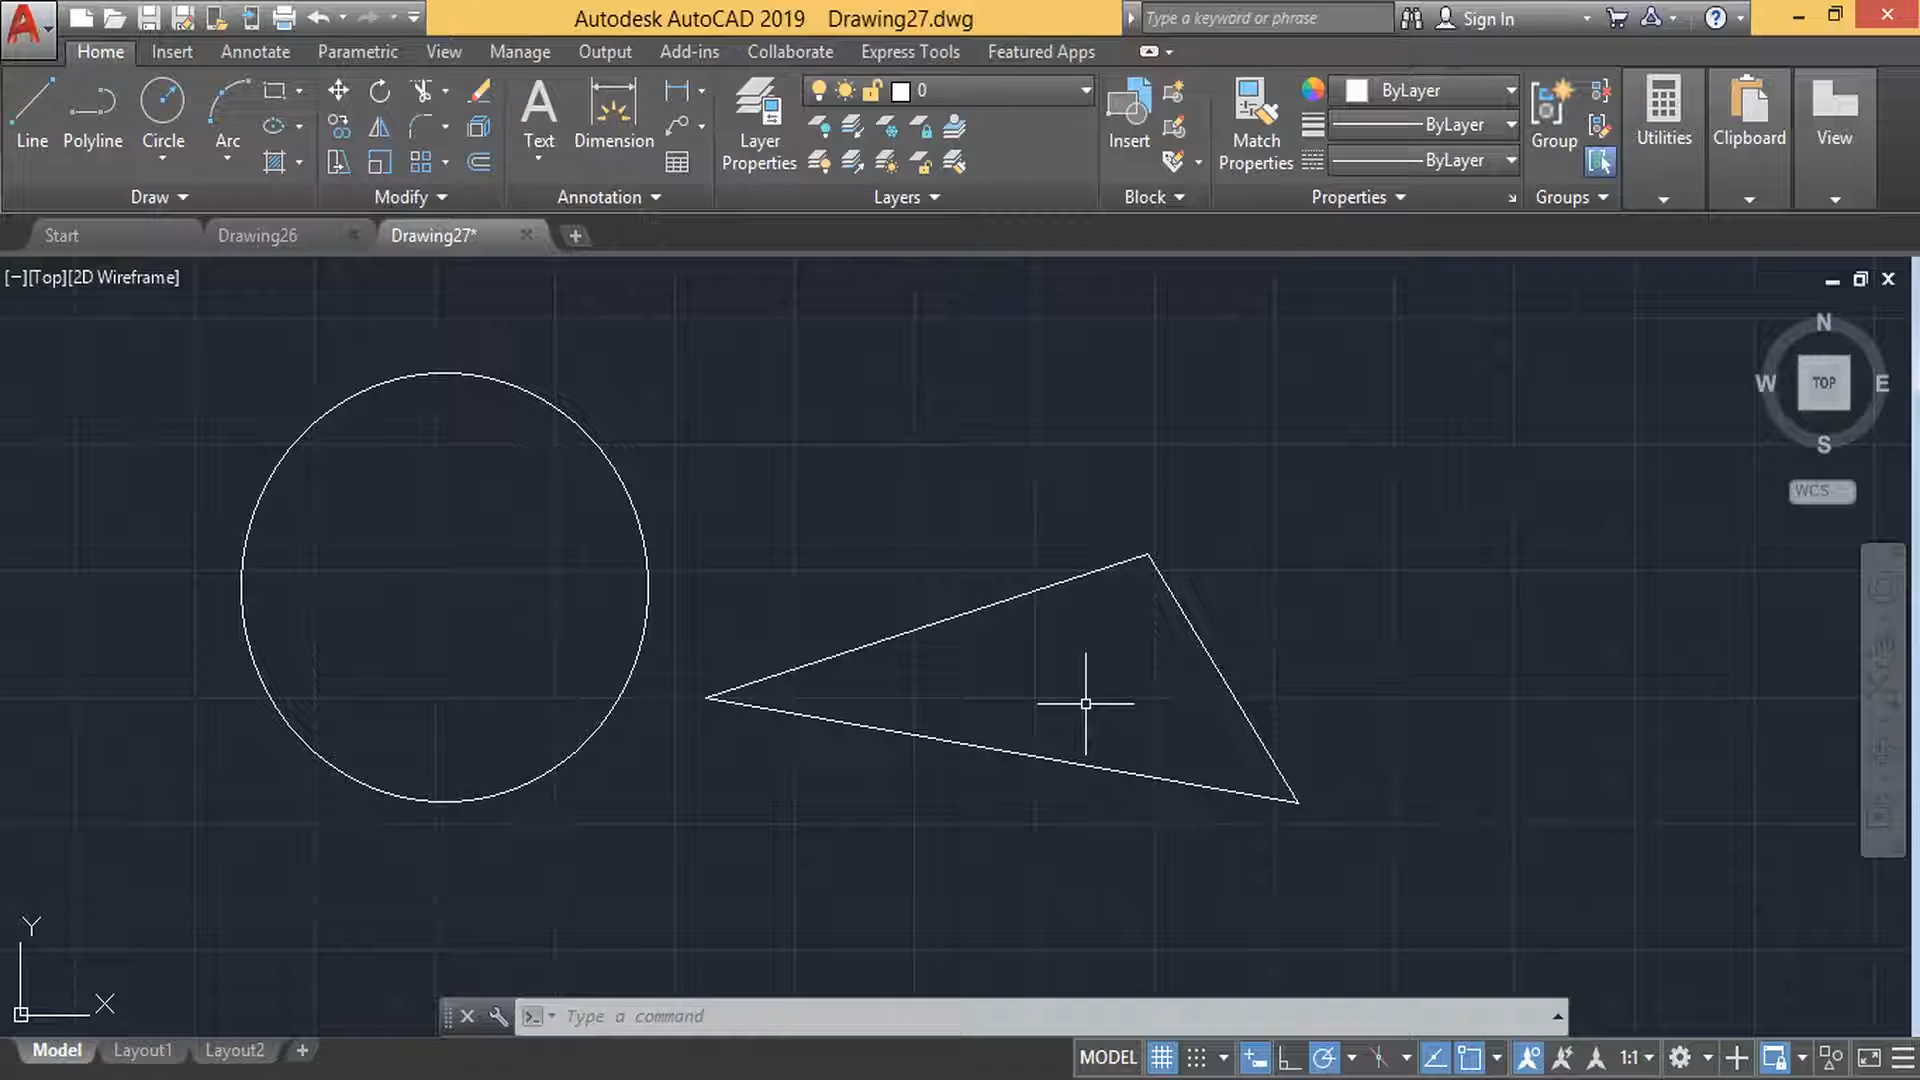 Autodesk AutoCAD 2019 Drawing27.dwg
Type a keyword or phrase
Sign In
Home Insert Annotate Parametric View Manage Output Add-ins Collaborate Express Tools Featured Apps
Line Polyline Circle Arc
Text Dimension
Layer Properties
0
Insert
Match Properties
ByLayer
ByLayer
ByLayer
Group
Utilities
Clipboard
View
Draw Modify Annotation Layers Block Properties Groups
Start Drawing26 Drawing27*
[−][Top][2D Wireframe]
N
W TOP E
S
WCS
Y
X
Type a command
Model Layout1 Layout2
MODEL 1:1